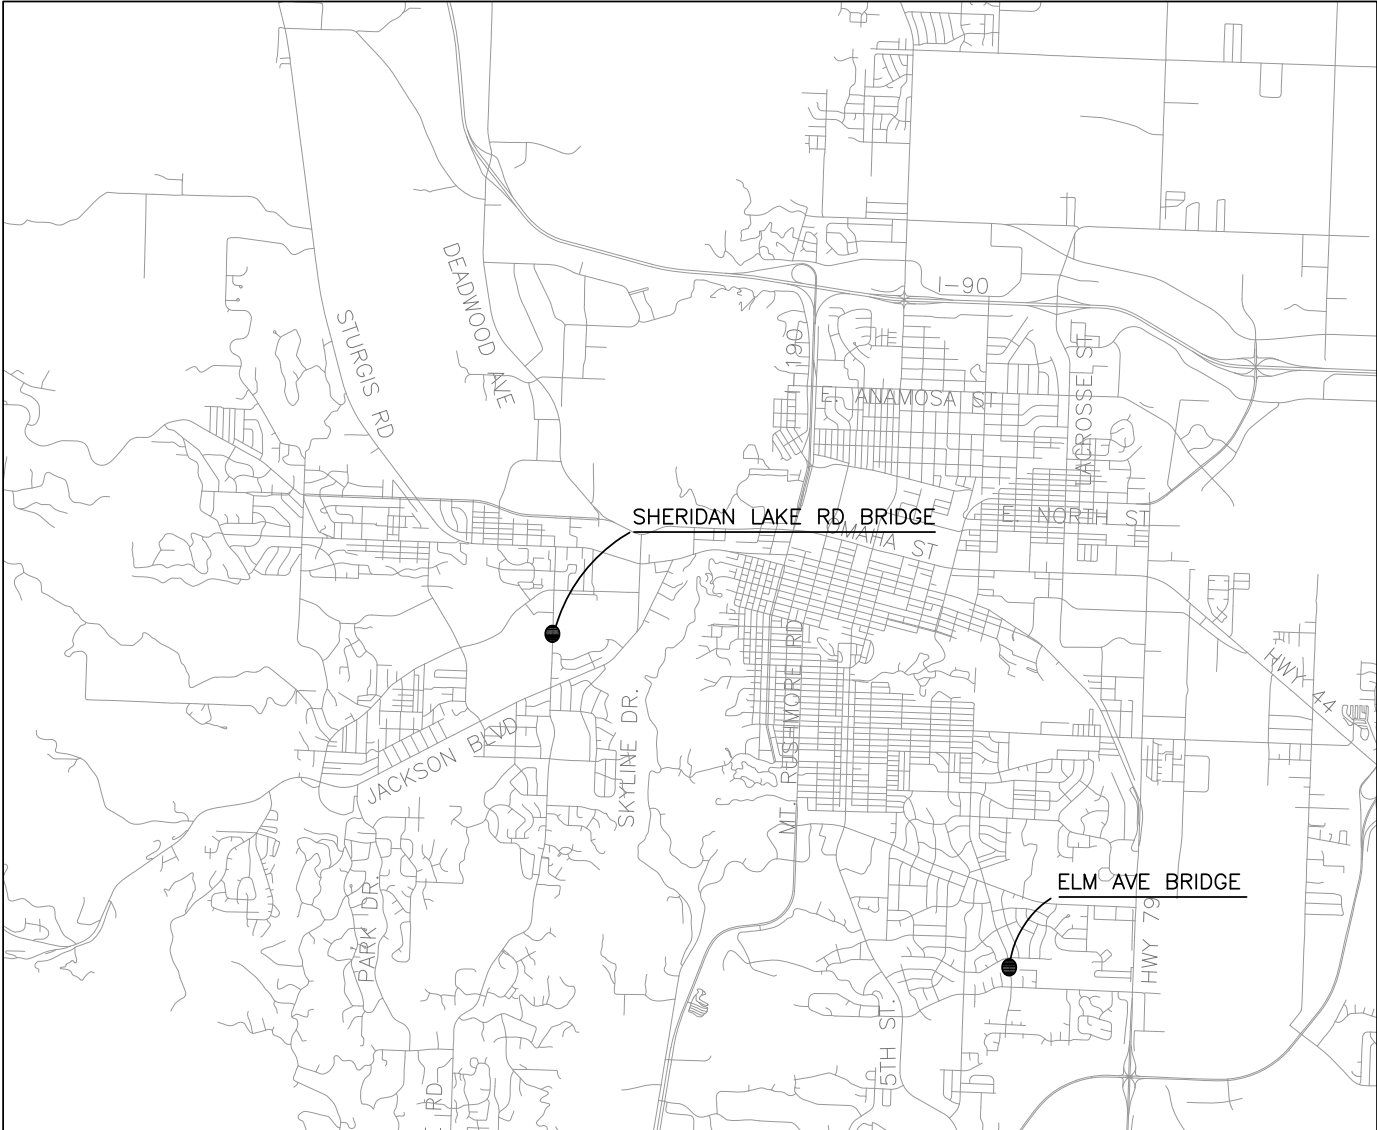 DEADWOOD AVE
I-90
STURGIS RD
190
LACROSSE ST
E. ANAMOSA ST
SHERIDAN LAKE RD BRIDGE
E. NORTH ST
OMAHA ST
HWY 44
MT. RUSHMORE RD
SKYLINE DR.
JACKSON BLVD
ELM AVE BRIDGE
PARK DR.
HWY 79
5TH ST.
RD